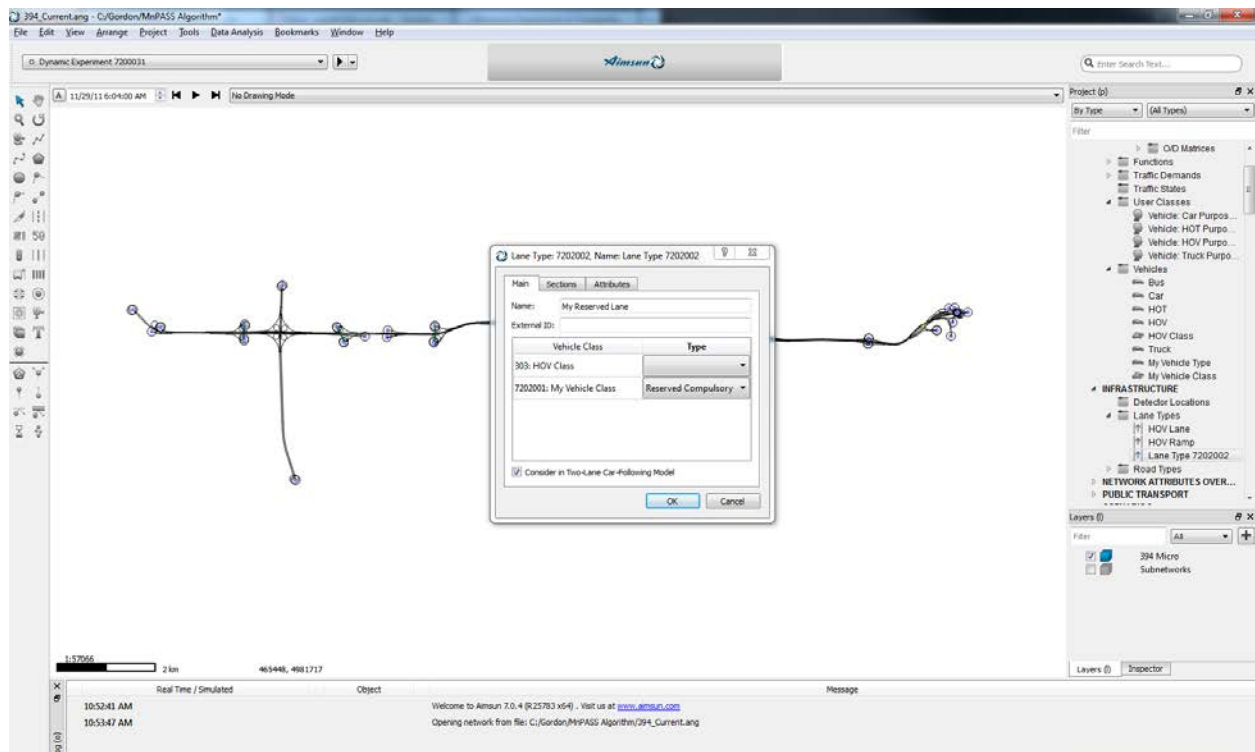 394_Current.ang - C:/Gordon/MnPASS Algorithm*
File Edit View Arrange Project Tools Data Analysis Bookmarks Window Help
Dynamic Experiment 7200031
Aimsun
Enter Search Text...
A 11/29/11 6:04:00 AM No Drawing Mode
Project (p)
By Type (All Types)
Filter
O/D Matrices
Functions
Traffic Demands
Traffic States
User Classes
Vehicle: Car Purpos...
Vehicle: HOT Purpo...
Vehicle: HOV Purpo...
Vehicle: Truck Purpo...
Vehicles
Bus
Car
HOT
HOV
HOV Class
Truck
My Vehicle Type
My Vehicle Class
INFRASTRUCTURE
Detector Locations
Lane Types
HOV Lane
HOV Ramp
Lane Type 7202002
Road Types
NETWORK ATTRIBUTES OVER...
PUBLIC TRANSPORT
Lane Type: 7202002, Name: Lane Type 7202002
Main Sections Attributes
Name: My Reserved Lane
External ID:
Vehicle Class Type
303: HOV Class
7202001: My Vehicle Class Reserved Compulsory
Consider in Two-Lane Car-Following Model
OK Cancel
Layers (l)
Filter All
394 Micro
Subnetworks
Layers (l) Inspector
1:57066
2 km 465448, 4981717
Real Time / Simulated Object Message
10:52:41 AM Welcome to Aimsun 7.0.4 (R25783 x64) . Visit us at www.aimsun.com
10:53:47 AM Opening network from file: C:/Gordon/MnPASS Algorithm/394_Current.ang